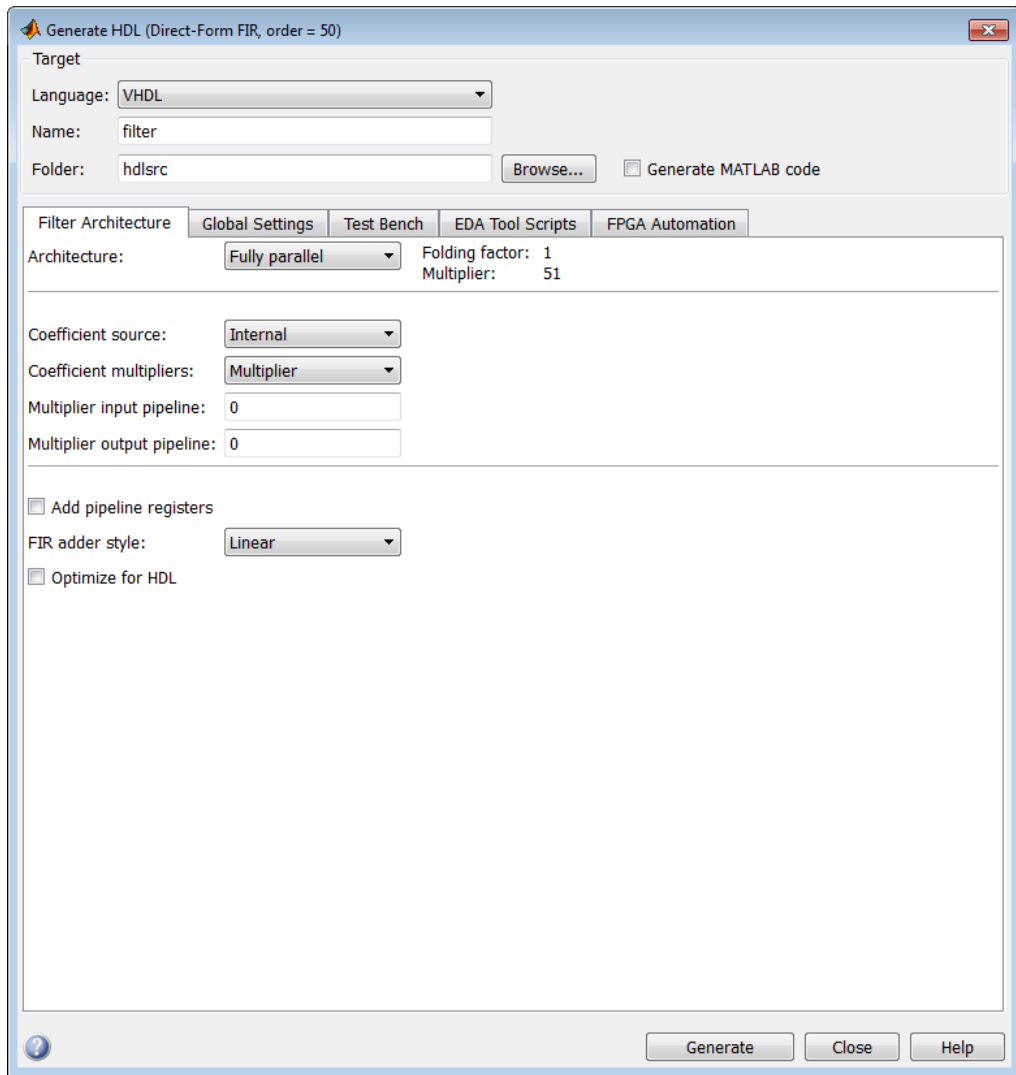 Generate HDL (Direct-Form FIR, order = 50)
Target
Language: VHDL
Name: filter
Folder: hdlsrc Browse... Generate MATLAB code
Filter Architecture Global Settings Test Bench EDA Tool Scripts FPGA Automation
Architecture: Fully parallel Folding factor: 1
Multiplier: 51
Coefficient source: Internal
Coefficient multipliers: Multiplier
Multiplier input pipeline: 0
Multiplier output pipeline: 0
Add pipeline registers
FIR adder style: Linear
Optimize for HDL
? Generate Close Help